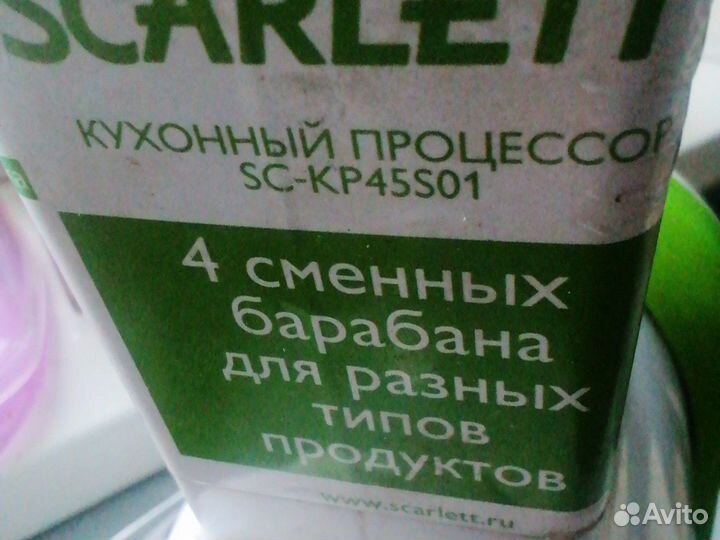 SCARLETT
КУХОННЫЙ ПРОЦЕССОР
SC-KP45S01
4 сменных
барабана
для разных
типов
продуктов
www.scarlett.ru
Avito